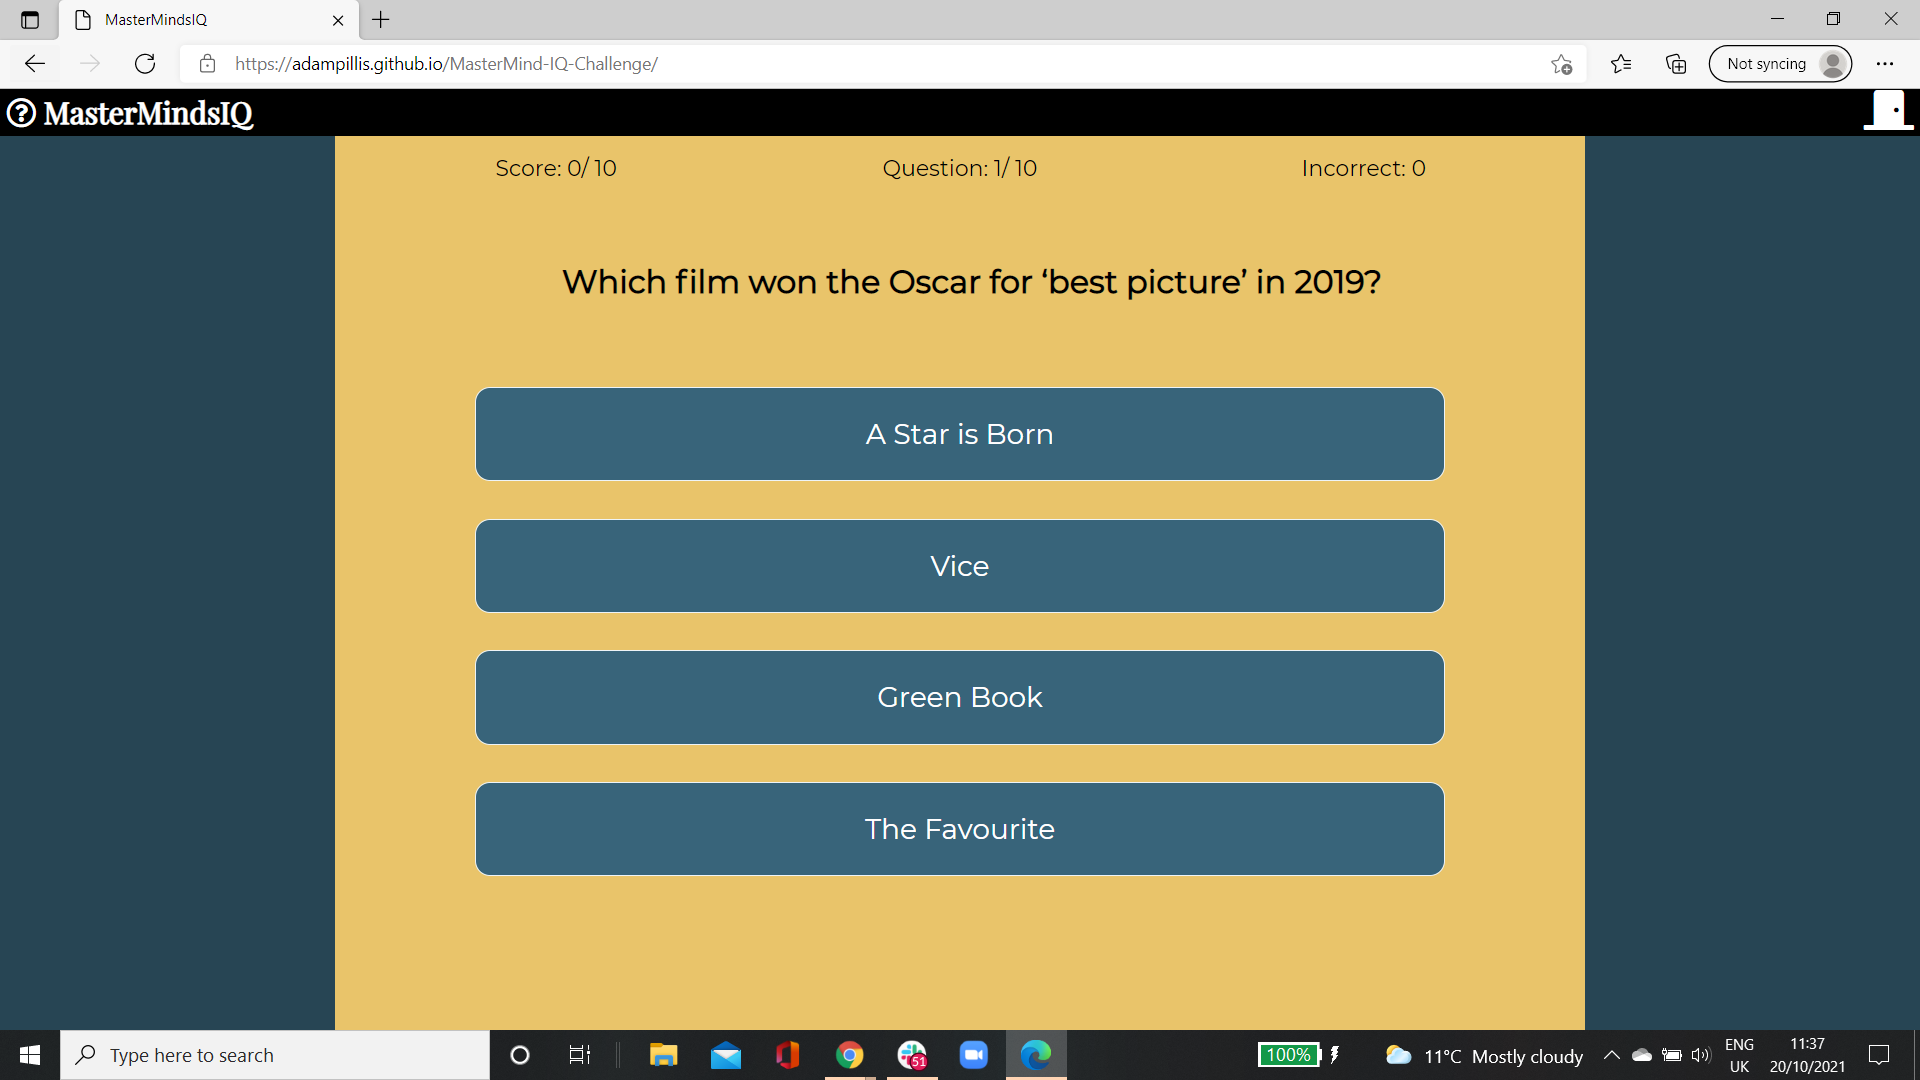 MasterMindsIQ
https://adampillis.github.io/MasterMind-IQ-Challenge/
Not syncing
MasterMindsIQ
Score: 0/ 10
Question: 1/ 10
Incorrect: 0
Which film won the Oscar for ‘best picture’ in 2019?
A Star is Born
Vice
Green Book
The Favourite
Type here to search
51
100%
11°C Mostly cloudy
ENG
UK
11:37
20/10/2021